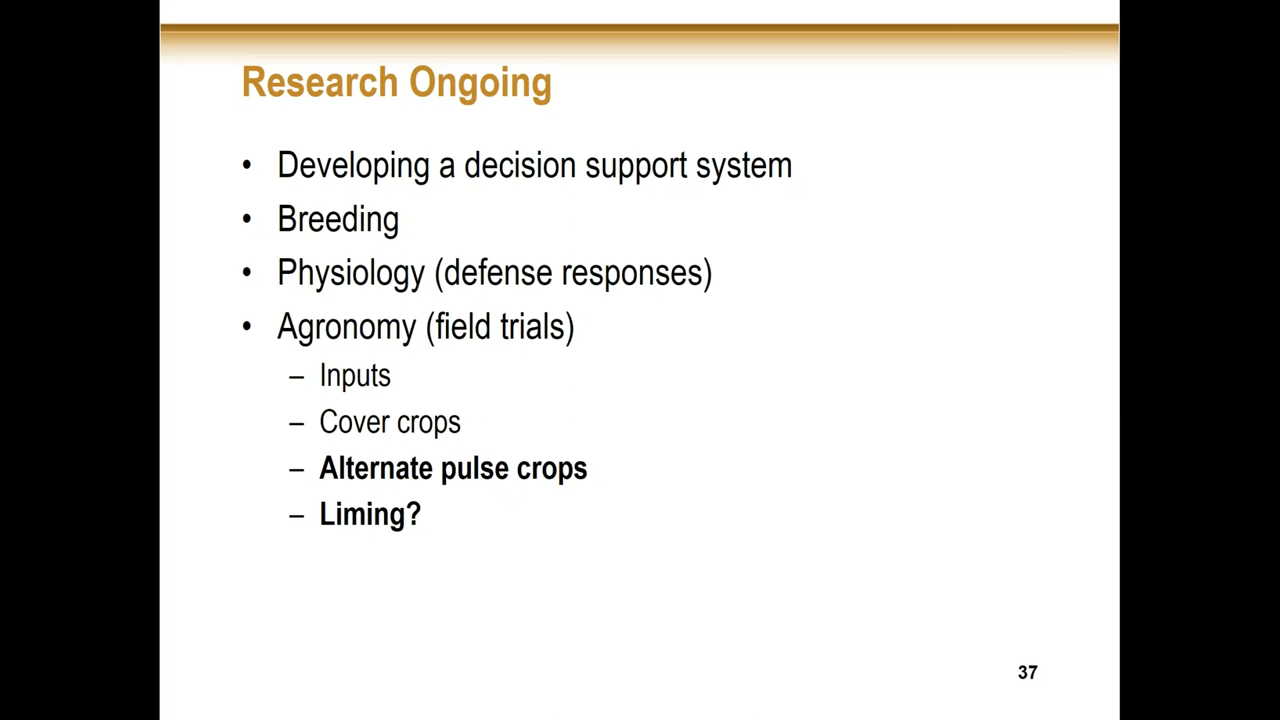 Research Ongoing
• Developing a decision support system
• Breeding
• Physiology (defense responses)
• Agronomy (field trials)
– Inputs
– Cover crops
– Alternate pulse crops
– Liming?
37